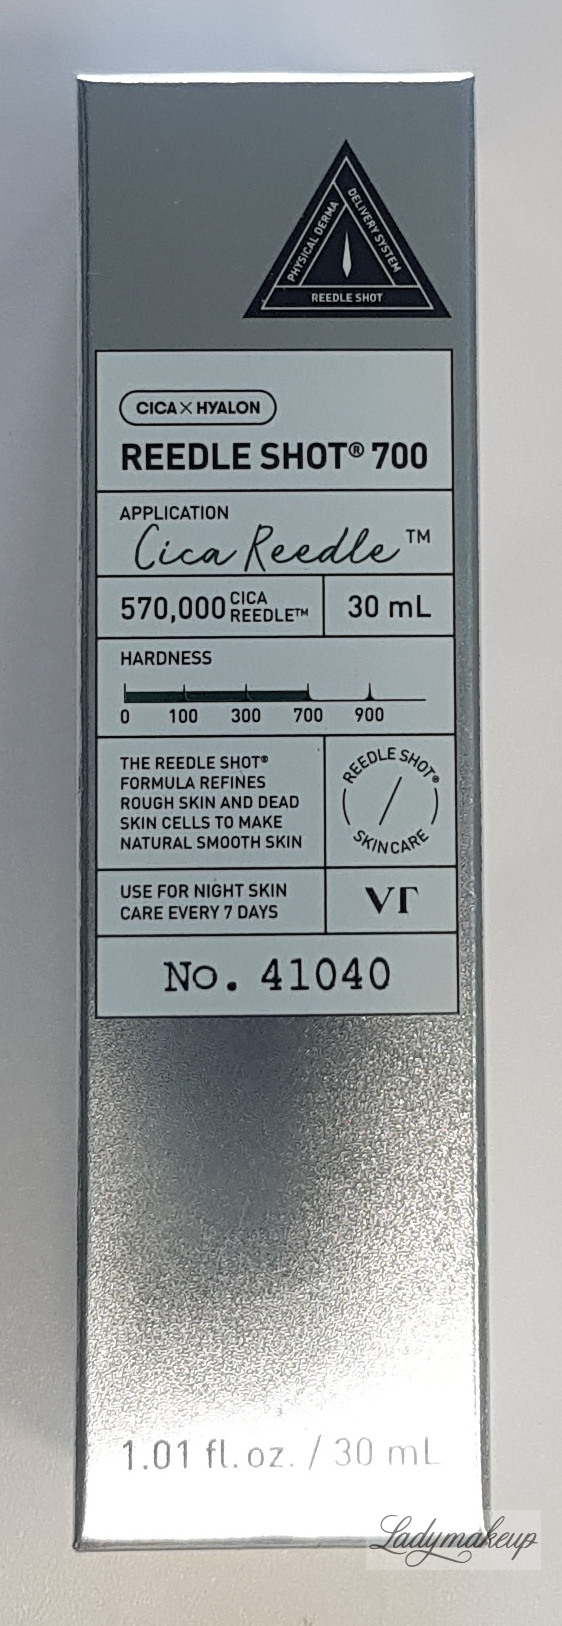 PHYSICAL DERMA
DELIVERY SYSTEM
REEDLE SHOT
CICA×HYALON
REEDLE SHOT® 700
APPLICATION
Cica Reedle™
570,000 CICA REEDLE™
30 mL
HARDNESS
0 100 300 700 900
THE REEDLE SHOT®
FORMULA REFINES
ROUGH SKIN AND DEAD
SKIN CELLS TO MAKE
NATURAL SMOOTH SKIN
REEDLE SHOT®
SKINCARE
USE FOR NIGHT SKIN
CARE EVERY 7 DAYS
VT
No. 41040
1.01 fl.oz. / 30 mL
Ladymakeup